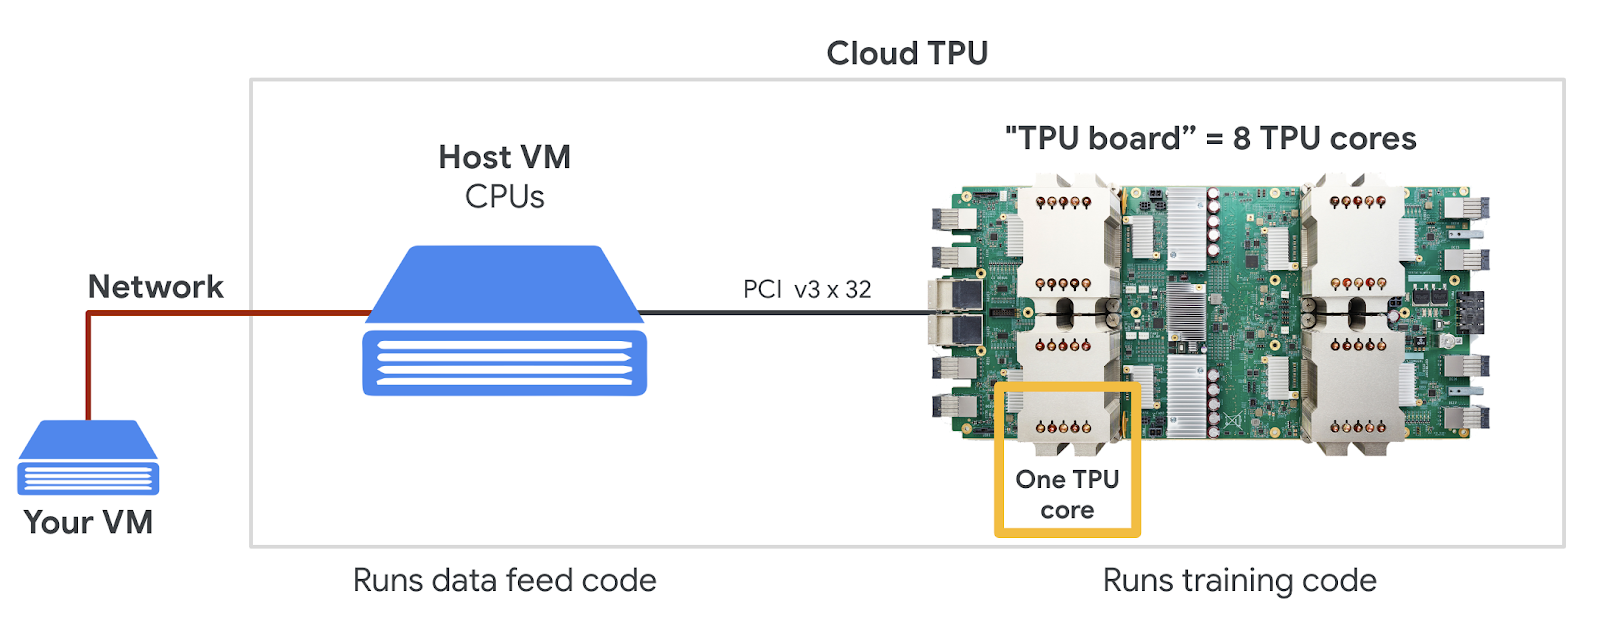 Cloud TPU
"TPU board” = 8 TPU cores
Host VM
CPUs
Network
PCI v3 x 32
One TPU
core
Your VM
Runs data feed code
Runs training code